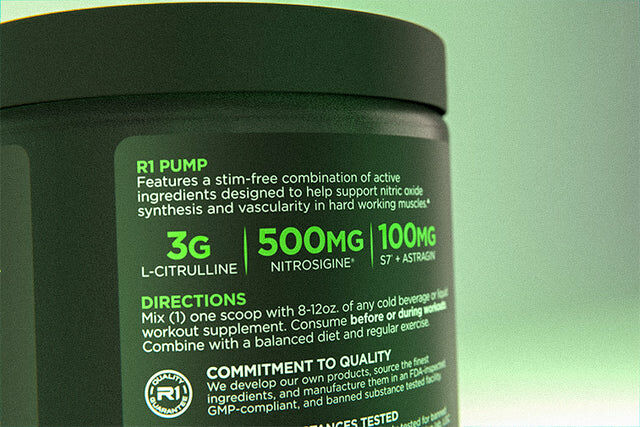 R1 PUMP
Features a stim-free combination of active
ingredients designed to help support nitric oxide
synthesis and vascularity in hard working muscles.*
3G
L-CITRULLINE
500MG
NITROSIGINE®
100MG
S7® + ASTRAGIN
DIRECTIONS
Mix (1) one scoop with 8-12oz. of any cold beverage or liquid
workout supplement. Consume before or during workouts.
Combine with a balanced diet and regular exercise.
QUALITY
R1
GUARANTEE
COMMITMENT TO QUALITY
We develop our own products, source the finest
ingredients, and manufacture them in an FDA-inspected,
GMP-compliant, and banned substance tested facility.
TESTED
tested for banned